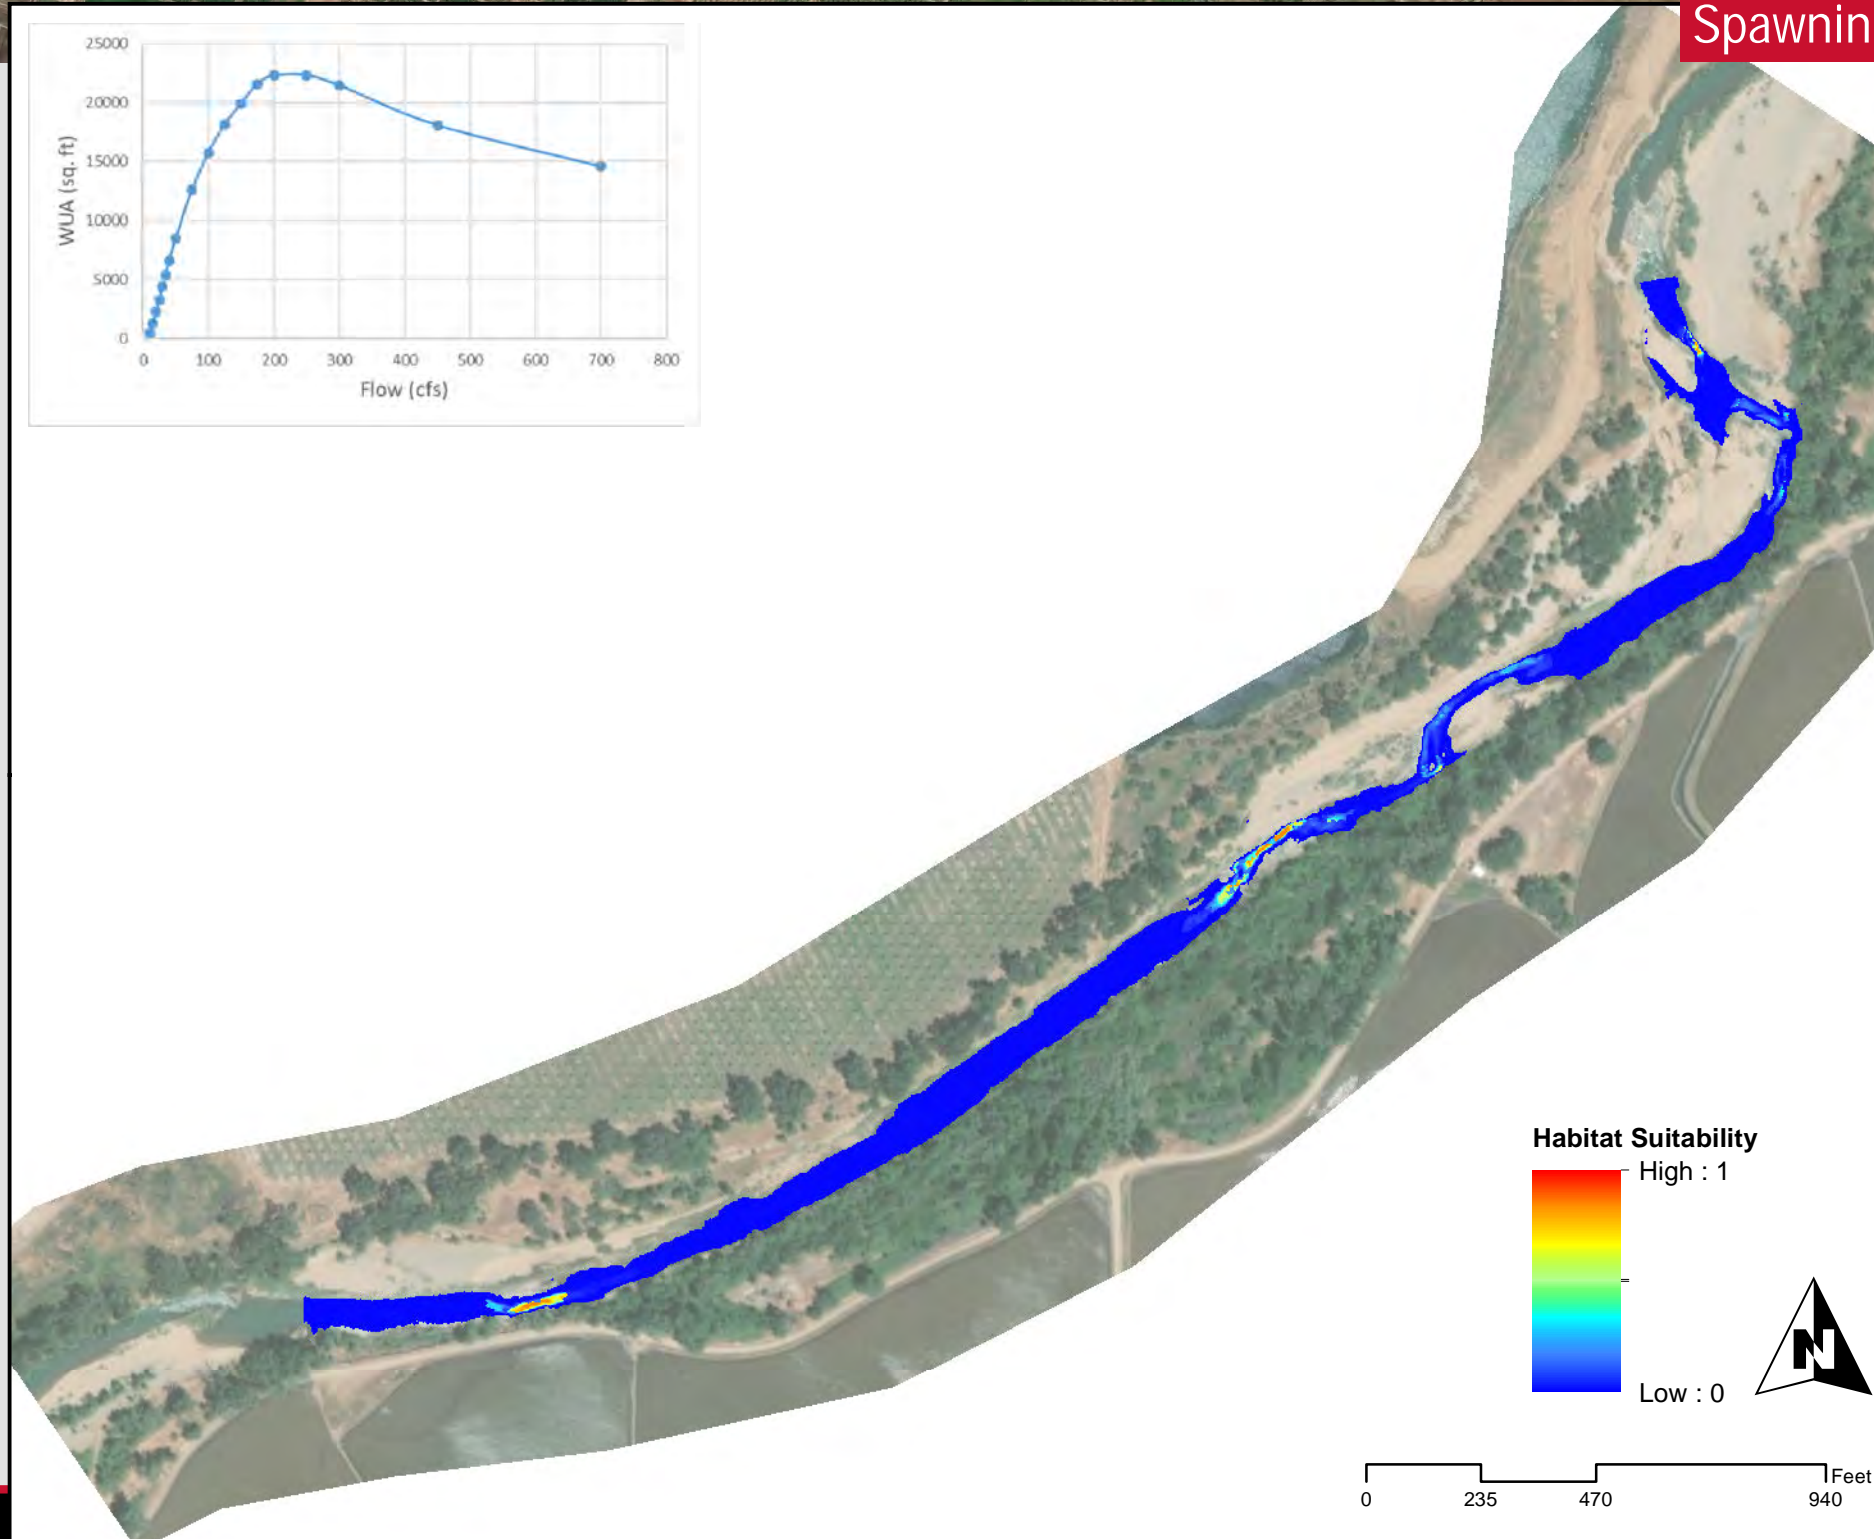 Spawnin
25000
20000
15000
10000
5000
0
WUA (sq. ft)
0 100 200 300 400 500 600 700 800
Flow (cfs)
Habitat Suitability
High : 1
Low : 0
N
Feet
0 235 470 940